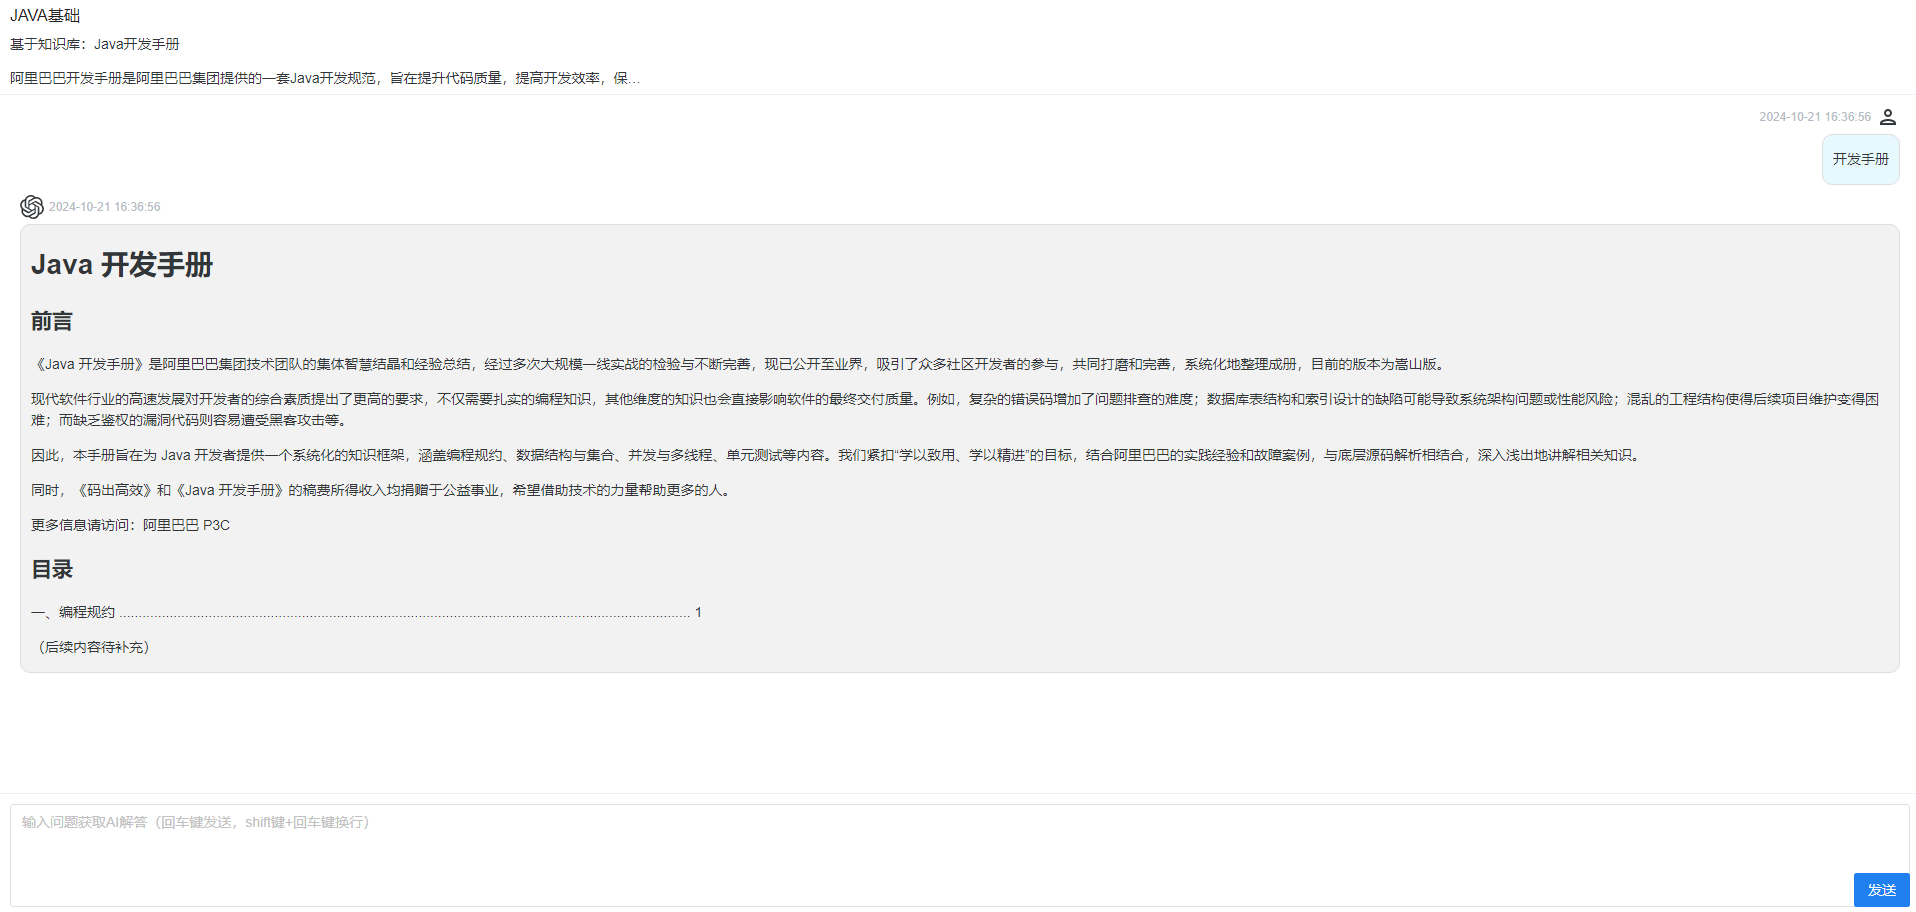 JAVA基础
基于知识库：Java开发手册
阿里巴巴开发手册是阿里巴巴集团提供的一套Java开发规范，旨在提升代码质量，提高开发效率，保…
2024-10-21 16:36:56
开发手册
2024-10-21 16:36:56
Java 开发手册
前言
《Java 开发手册》是阿里巴巴集团技术团队的集体智慧结晶和经验总结，经过多次大规模一线实战的检验与不断完善，现已公开至业界，吸引了众多社区开发者的参与，共同打磨和完善，系统化地整理成册，目前的版本为嵩山版。
现代软件行业的高速发展对开发者的综合素质提出了更高的要求，不仅需要扎实的编程知识，其他维度的知识也会直接影响软件的最终交付质量。例如，复杂的错误码增加了问题排查的难度；数据库表结构和索引设计的缺陷可能导致系统架构问题或性能风险；混乱的工程结构使得后续项目维护变得困
难；而缺乏鉴权的漏洞代码则容易遭受黑客攻击等。
因此，本手册旨在为 Java 开发者提供一个系统化的知识框架，涵盖编程规约、数据结构与集合、并发与多线程、单元测试等内容。我们紧扣“学以致用、学以精进”的目标，结合阿里巴巴的实践经验和故障案例，与底层源码解析相结合，深入浅出地讲解相关知识。
同时，《码出高效》和《Java 开发手册》的稿费所得收入均捐赠于公益事业，希望借助技术的力量帮助更多的人。
更多信息请访问：阿里巴巴 P3C
目录
一、编程规约 ................................................................................................................................................... 1
（后续内容待补充）
输入问题获取AI解答（回车键发送，shift键+回车键换行）
发送